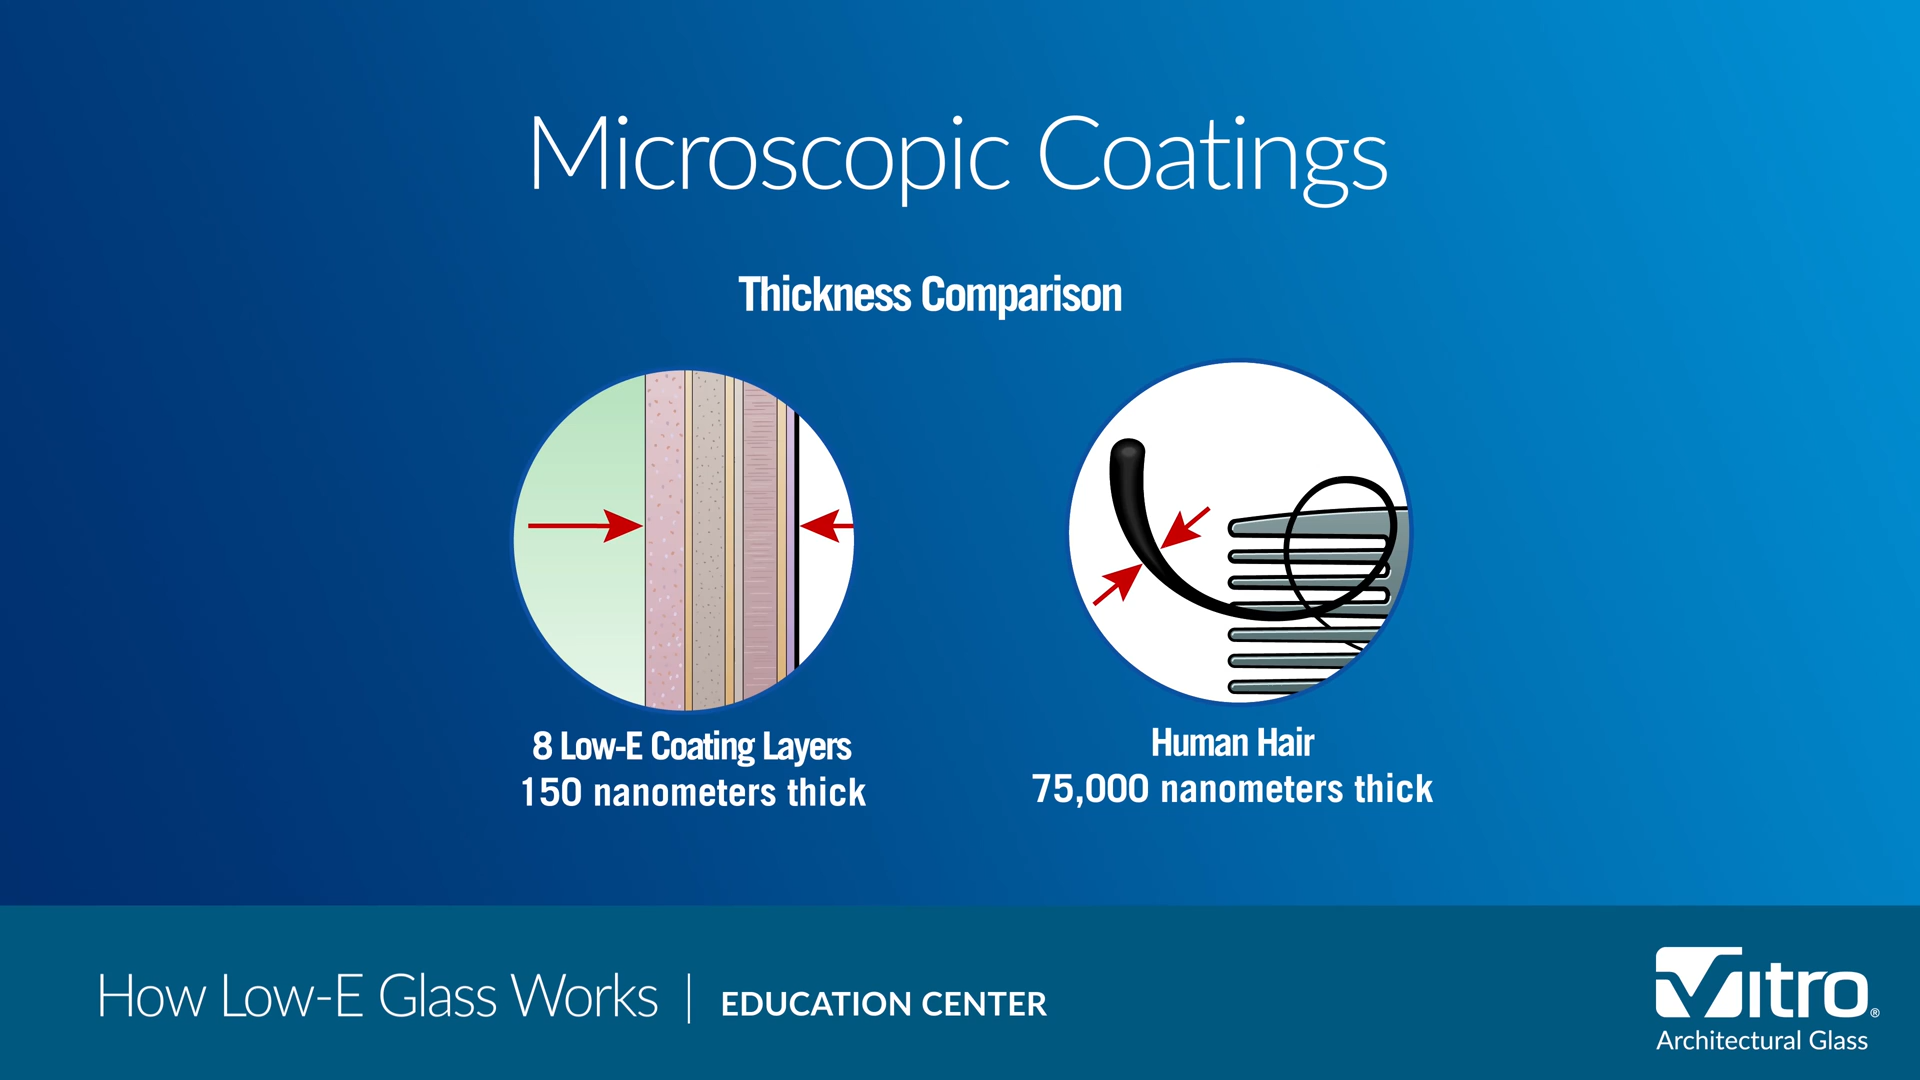 Microscopic Coatings
Thickness Comparison
8 Low-E Coating Layers
150 nanometers thick
Human Hair
75,000 nanometers thick
How Low-E Glass Works | EDUCATION CENTER
Vitro®
Architectural Glass